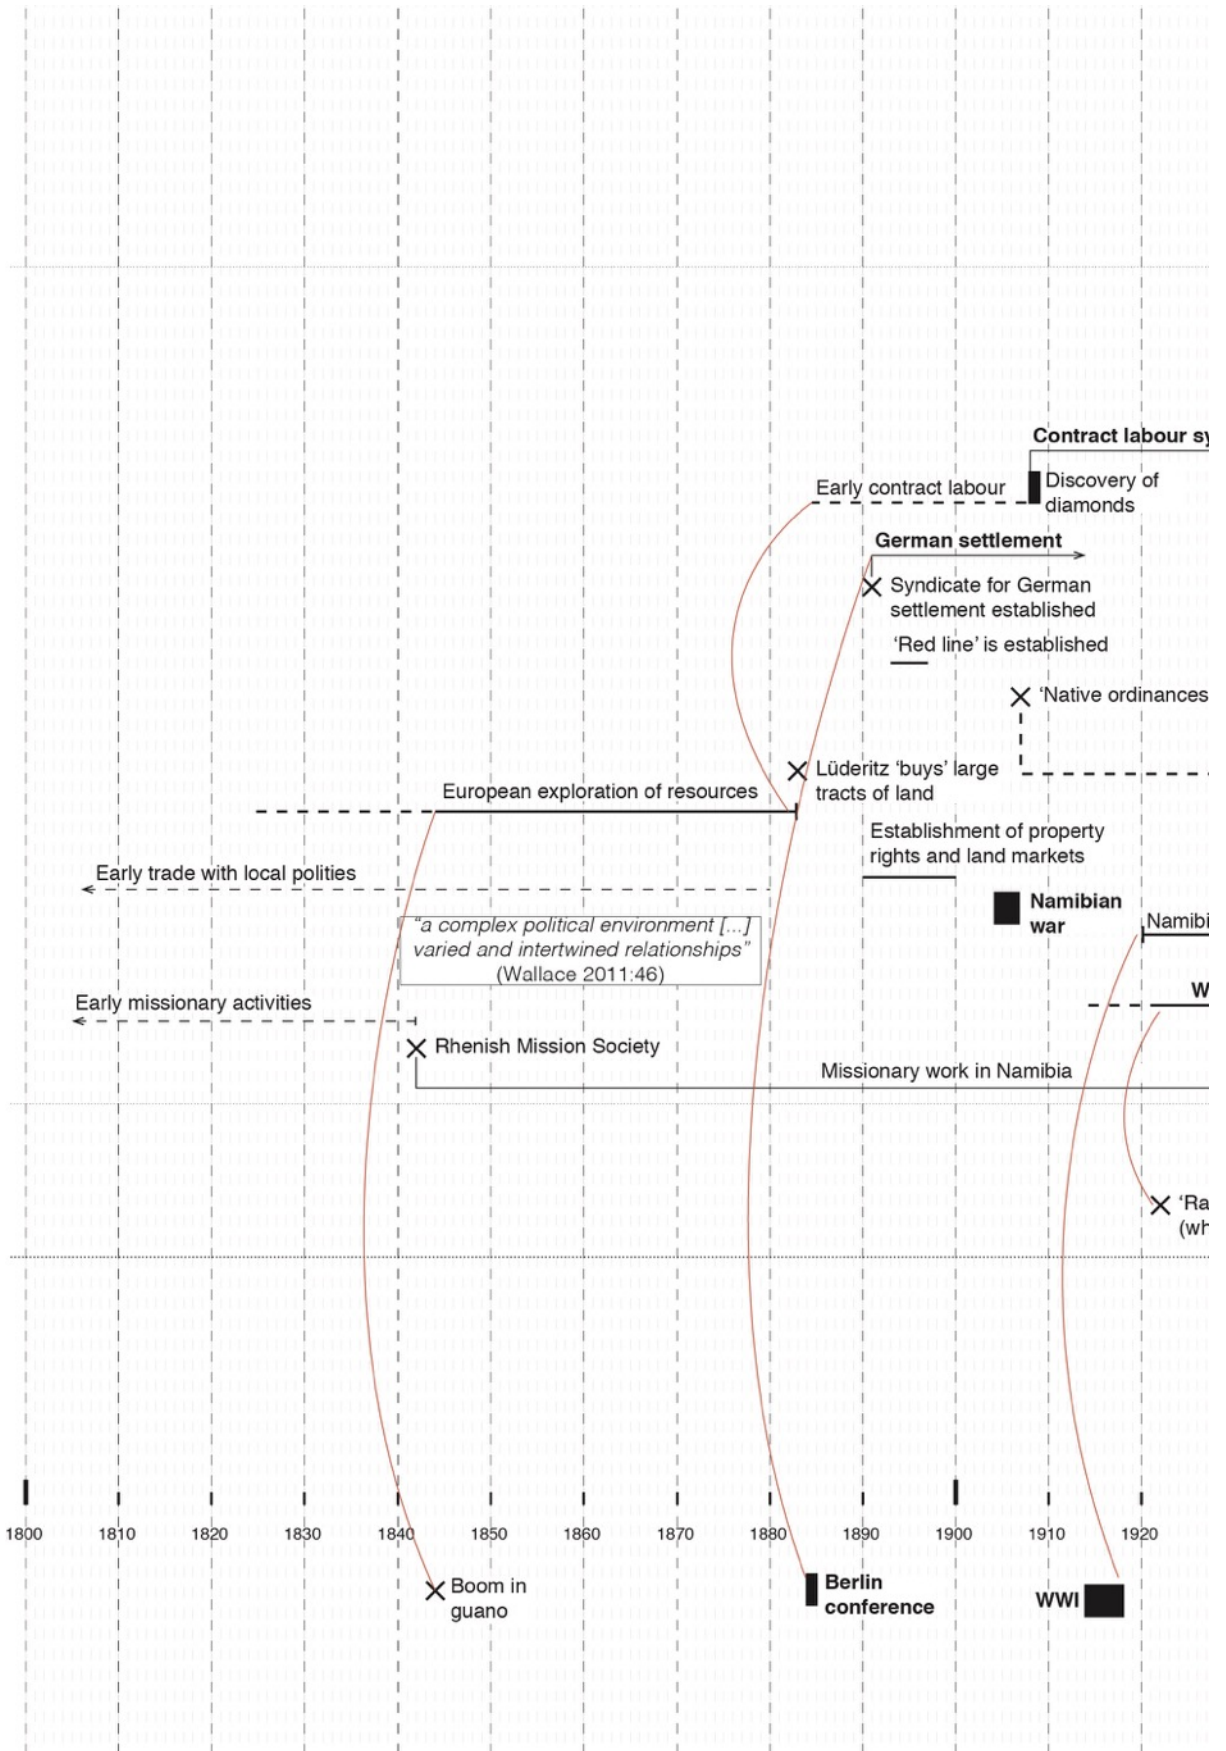 Contract labour sy
Early contract labour
Discovery of
diamonds
German settlement
Syndicate for German
settlement established
‘Red line’ is established
‘Native ordinances
Lüderitz ‘buys’ large
tracts of land
European exploration of resources
Establishment of property
rights and land markets
Early trade with local polities
Namibian
war
“a complex political environment [...]
varied and intertwined relationships”
(Wallace 2011:46)
Namibi
Early missionary activities
W
Rhenish Mission Society
Missionary work in Namibia
‘Ra
(wh
1800 1810 1820 1830 1840 1850 1860 1870 1880 1890 1900 1910 1920
Boom in
guano
Berlin
conference
WWI